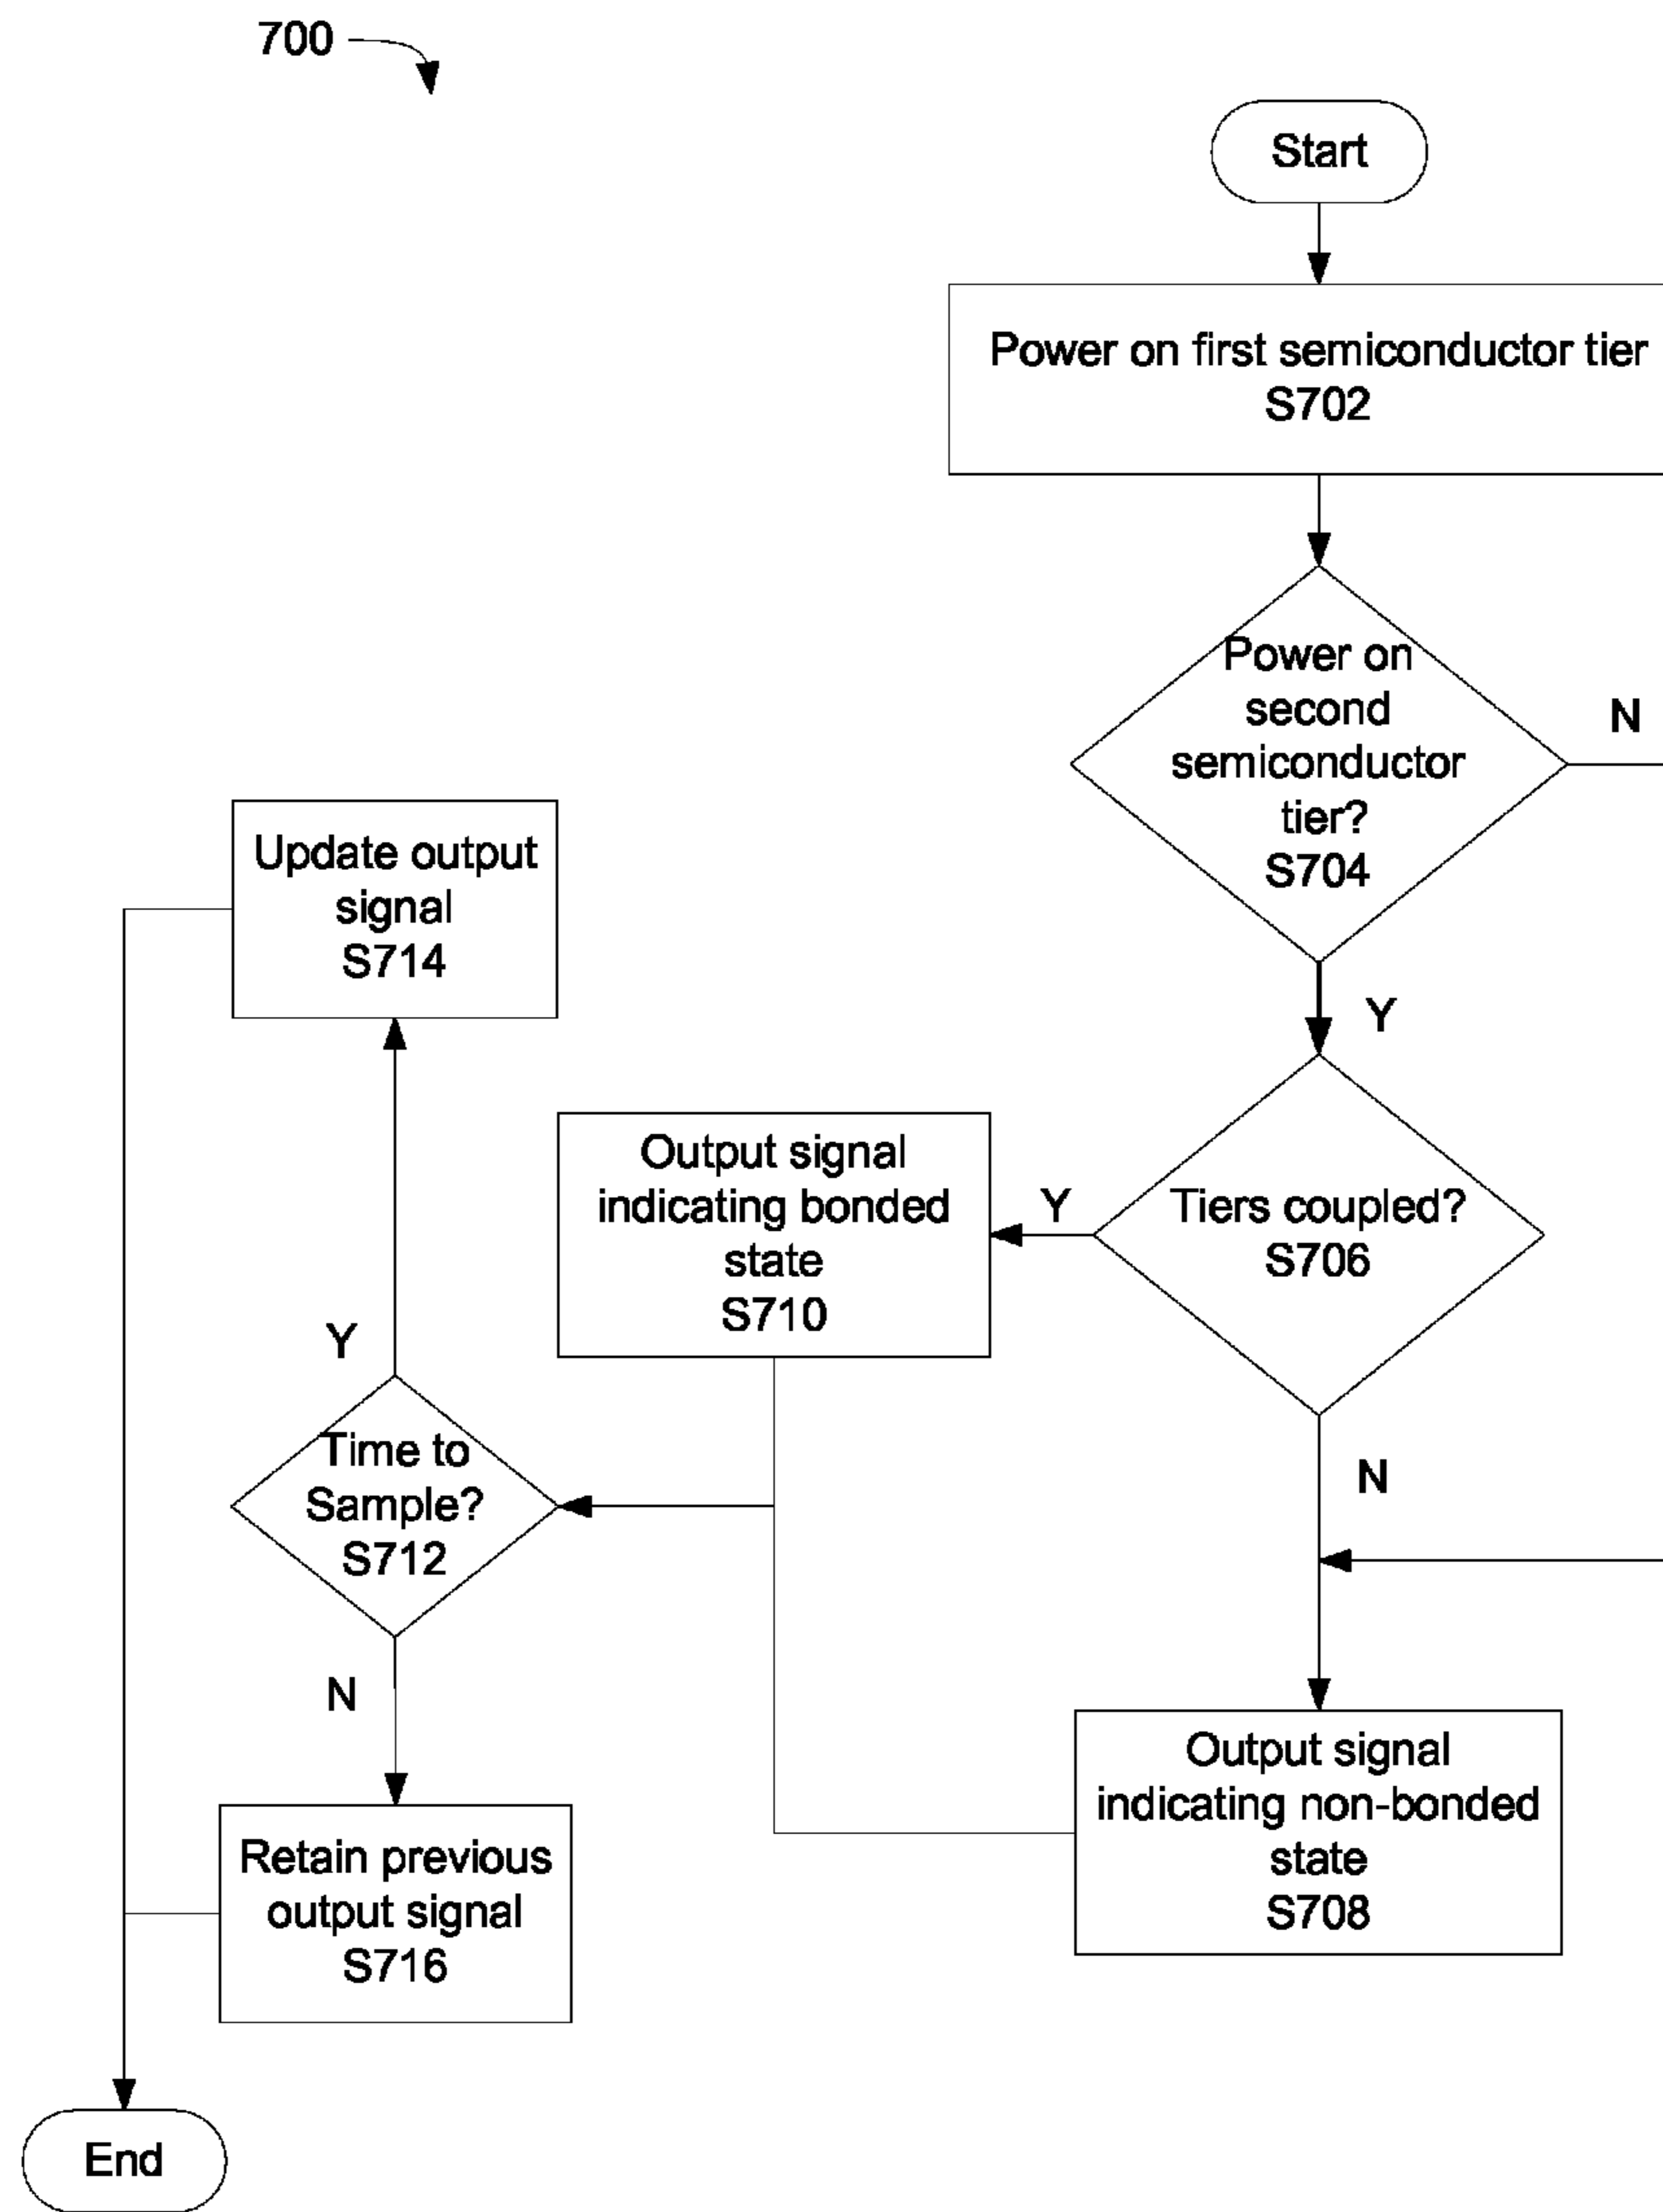 700
Start
Power on first semiconductor tier
S702
Power on
second
semiconductor
tier?
S704
N
Y
Tiers coupled?
S706
Y
N
Output signal
indicating bonded
state
S710
Output signal
indicating non-bonded
state
S708
Time to
Sample?
S712
Y
N
Update output
signal
S714
Retain previous
output signal
S716
End